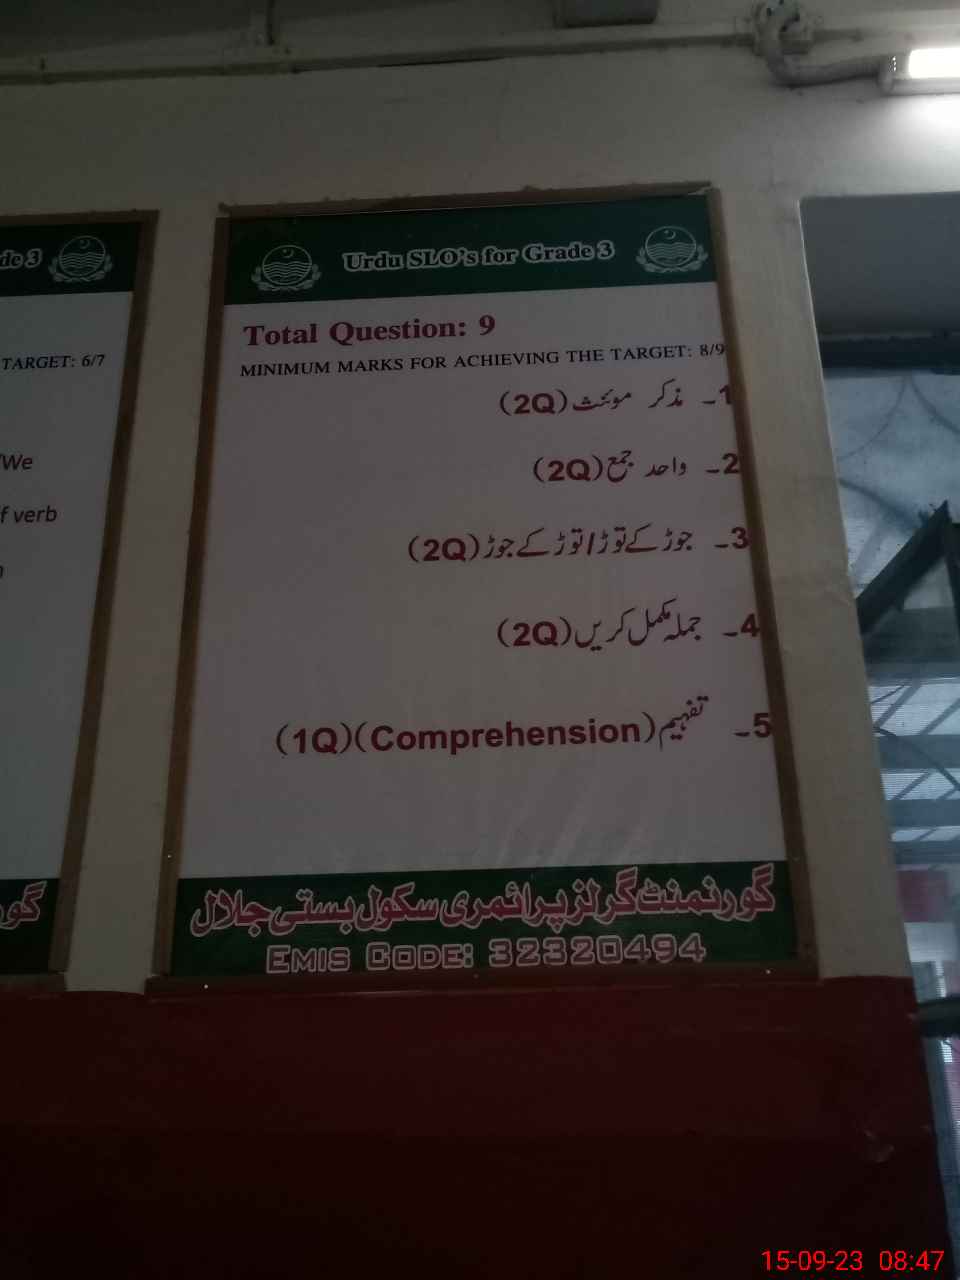 de 3
TARGET: 6/7
/We
f verb
گور
Urdu SLO's for Grade 3
Total Question: 9
MINIMUM MARKS FOR ACHIEVING THE TARGET: 8/9
1۔ مذکر موئنث (2Q)
2۔ واحد جمع (2Q)
3۔ جوڑ کے توڑ/توڑ کے جوڑ (2Q)
4۔ جملہ مکمل کریں (2Q)
5۔ تفہیم (Comprehension) (1Q)
گورنمنٹ گرلز پرائمری سکول بستی جلال
EMIS CODE: 32320494
15-09-23 08:47